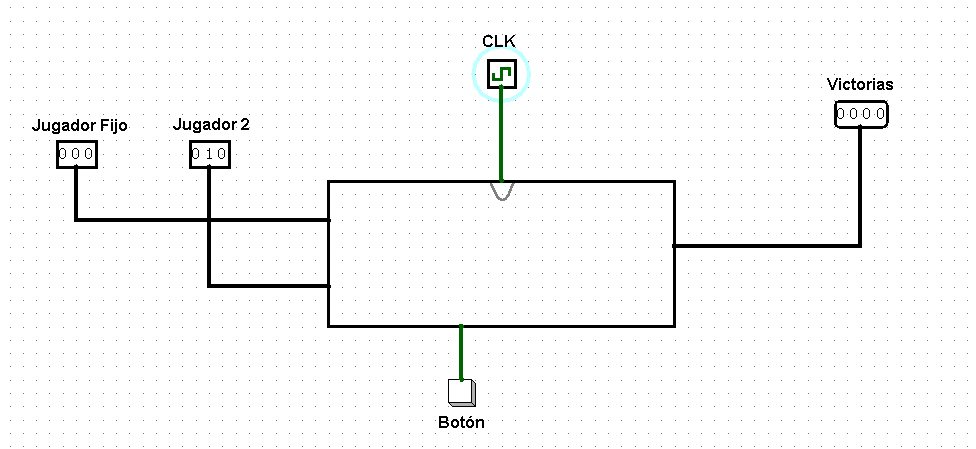 CLK
Victorias
0000
Jugador Fijo
Jugador 2
000
010
Botón